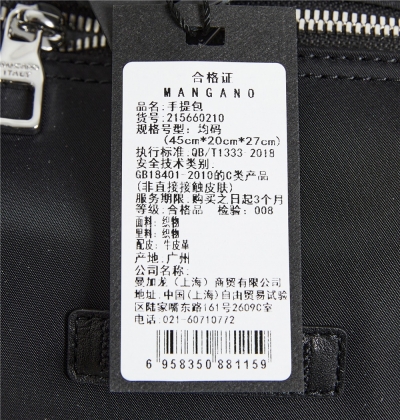 合格证
MANGANO
品名:手提包
货号:215660210
规格号型:均码
(45cm*20cm*27cm)
执行标准.QB/T1333 2018
安全技术类别.
GB18401-2010的C类产品
(非直接接触皮肤)
服务期限.购买之日起3个月
等级.合格品 检验:008
面料:织物
里料:织物
配皮:牛皮革
产地.广州
公司名称.
曼加龙(上海)商贸有限公司
地址.中国(上海)自由贸易试验
区陆家嘴东路161号2609C室
电话.021-60710772
6 958350 881159